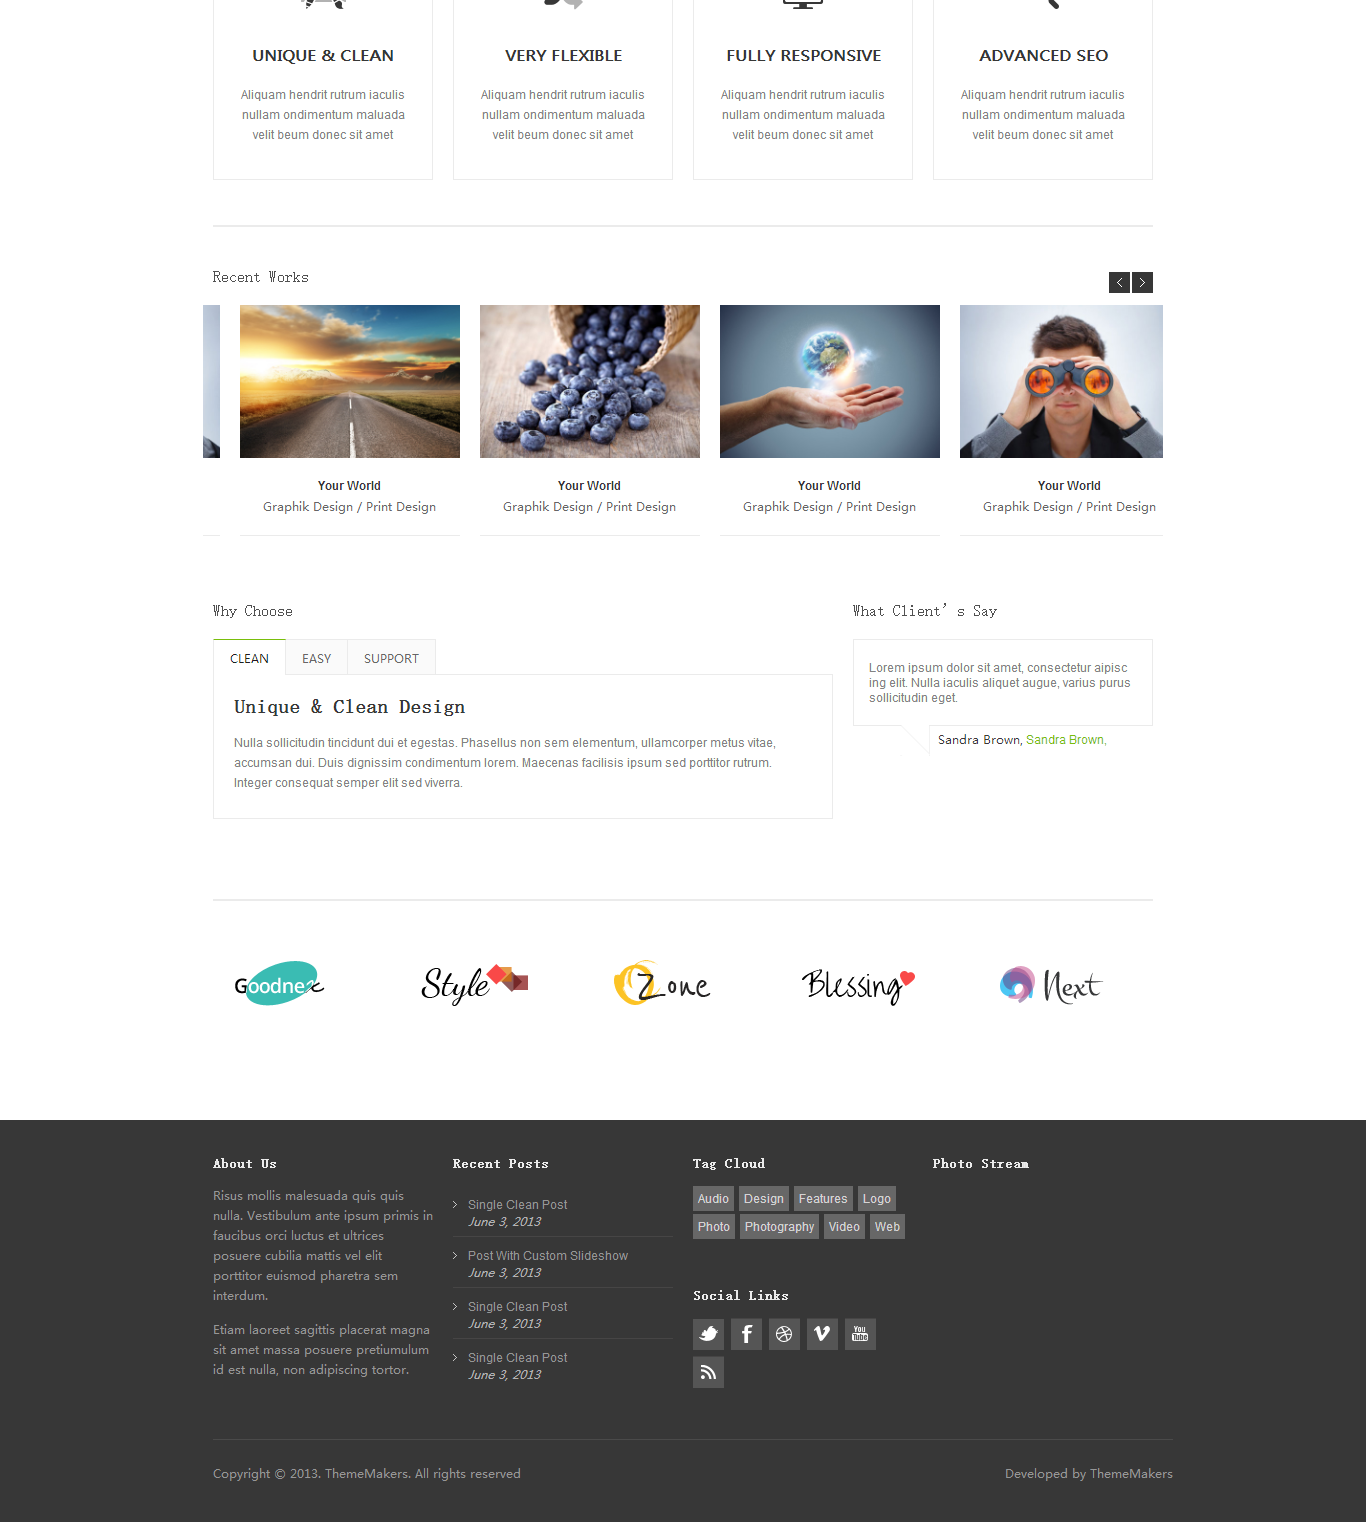 UNIQUE & CLEAN
Aliquam hendrit rutrum iaculis
nullam ondimentum maluada
velit beum donec sit amet
VERY FLEXIBLE
Aliquam hendrit rutrum iaculis
nullam ondimentum maluada
velit beum donec sit amet
FULLY RESPONSIVE
Aliquam hendrit rutrum iaculis
nullam ondimentum maluada
velit beum donec sit amet
ADVANCED SEO
Aliquam hendrit rutrum iaculis
nullam ondimentum maluada
velit beum donec sit amet
Recent Works
Your World
Graphik Design / Print Design
Your World
Graphik Design / Print Design
Your World
Graphik Design / Print Design
Your World
Graphik Design / Print Design
Why Choose
CLEAN EASY SUPPORT
Unique & Clean Design
Nulla sollicitudin tincidunt dui et egestas. Phasellus non sem elementum, ullamcorper metus vitae,
accumsan dui. Duis dignissim condimentum lorem. Maecenas facilisis ipsum sed porttitor rutrum.
Integer consequat semper elit sed viverra.
What Client’s Say
Lorem ipsum dolor sit amet, consectetur aipisc
ing elit. Nulla iaculis aliquet augue, varius purus
sollicitudin eget.
Sandra Brown, Sandra Brown,
Goodnex
Style
Zone
Blessing
Next
About Us
Risus mollis malesuada quis quis
nulla. Vestibulum ante ipsum primis in
faucibus orci luctus et ultrices
posuere cubilia mattis vel elit
porttitor euismod pharetra sem
interdum.
Etiam laoreet sagittis placerat magna
sit amet massa posuere pretiumulum
id est nulla, non adipiscing tortor.
Recent Posts
Single Clean Post
June 3, 2013
Post With Custom Slideshow
June 3, 2013
Single Clean Post
June 3, 2013
Single Clean Post
June 3, 2013
Tag Cloud
Audio Design Features Logo
Photo Photography Video Web
Social Links
You
Tube
Photo Stream
Copyright © 2013. ThemeMakers. All rights reserved
Developed by ThemeMakers